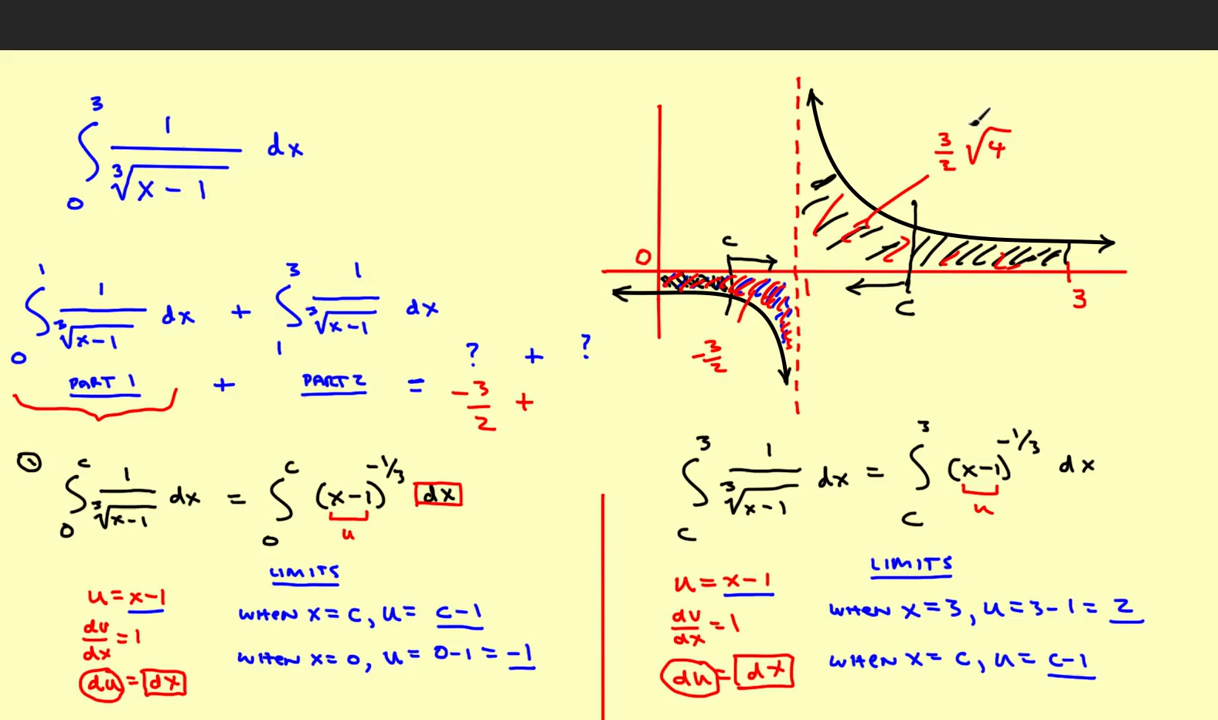 ∫₀³ 1/∛(x-1) dx
∫₀¹ 1/∛(x-1) dx + ∫₁³ 1/∛(x-1) dx
? + ?
PART 1 + PART 2 =
-3/2 +
① ∫₀ᶜ 1/∛(x-1) dx = ∫₀ᶜ (x-1)^(-1/3) dx
u
LIMITS
u = x-1
WHEN x = c, u = c-1
du/dx = 1
WHEN x = 0, u = 0-1 = -1
du = dx
3/2 √4
0
c
1
c
3
-3/2
∫_c³ 1/∛(x-1) dx = ∫_c³ (x-1)^(-1/3) dx
u
LIMITS
u = x-1
WHEN x = 3, u = 3-1 = 2
du/dx = 1
WHEN x = c, u = c-1
du = dx